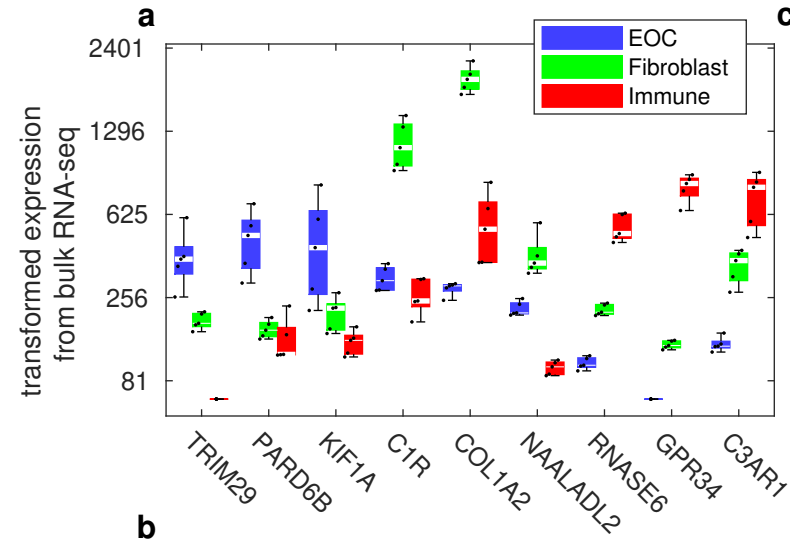 a
c
EOC
Fibroblast
Immune
2401
1296
625
256
81
transformed expression
from bulk RNA-seq
TRIM29
PARD6B
KIF1A
C1R
COL1A2
NAALADL2
RNASE6
GPR34
C3AR1
b